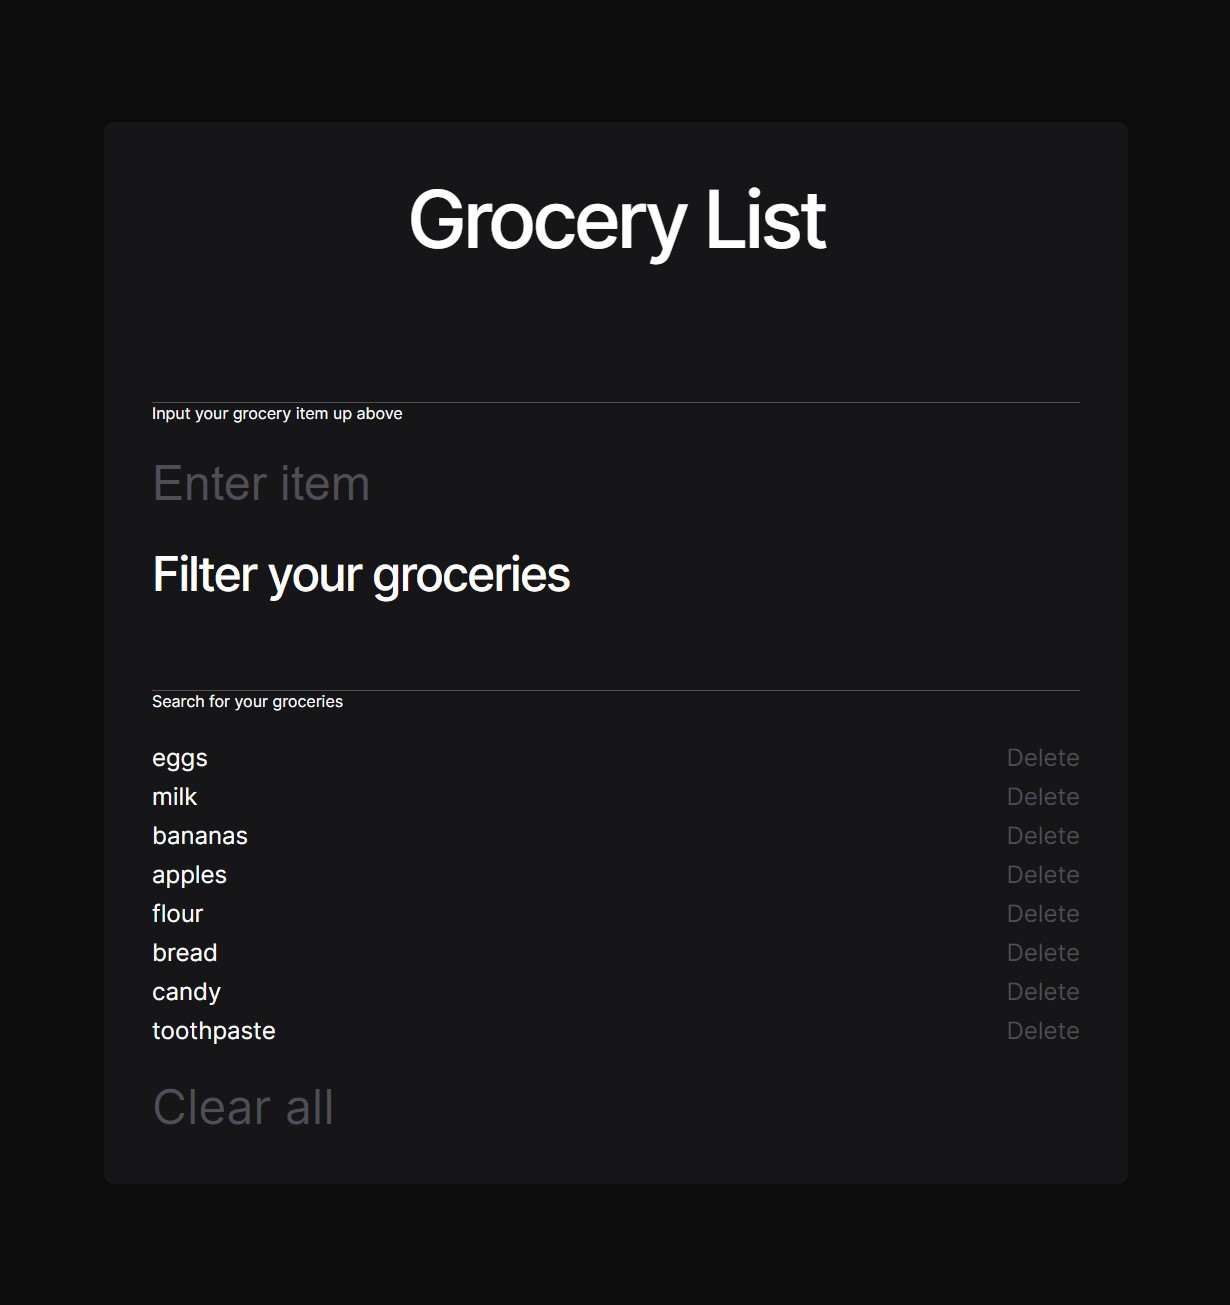 Grocery List
Input your grocery item up above
Enter item
Filter your groceries
Search for your groceries
eggs Delete
milk Delete
bananas Delete
apples Delete
flour Delete
bread Delete
candy Delete
toothpaste Delete
Clear all